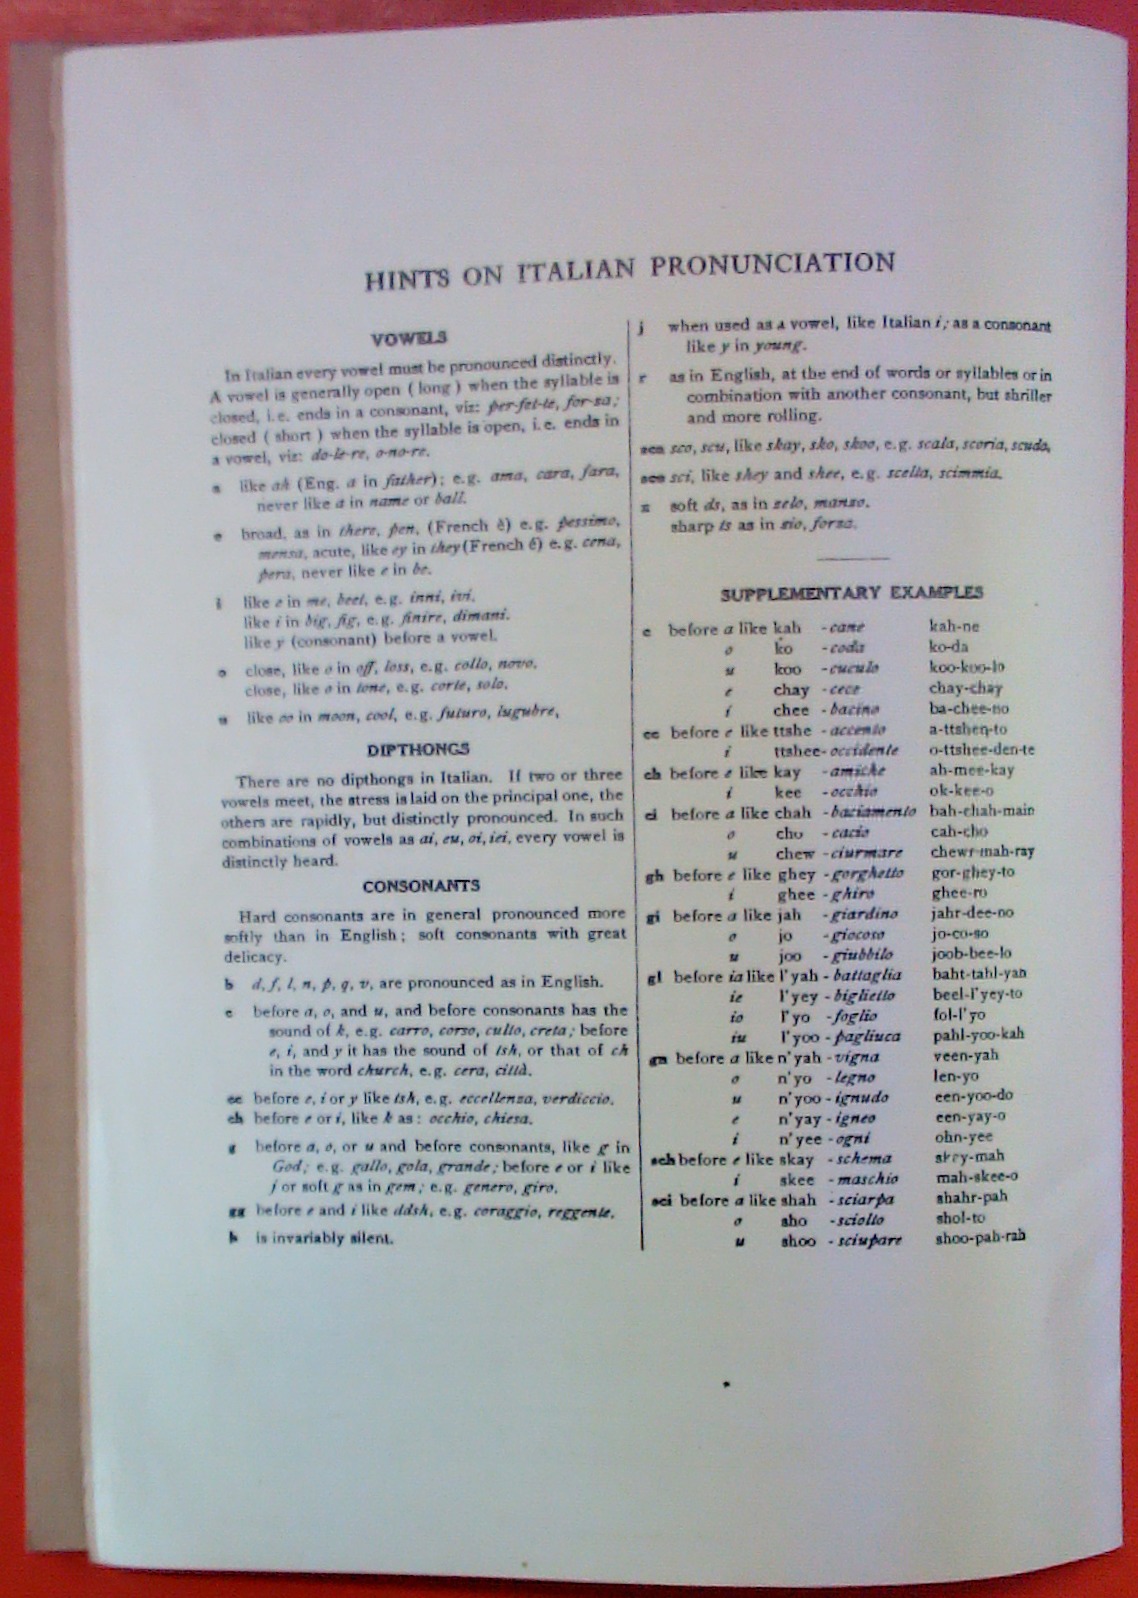 HINTS ON ITALIAN PRONUNCIATION
VOWELS
In Italian every vowel must be pronounced distinctly.
A vowel is generally open ( long ) when the syllable is
closed, i.e. ends in a consonant, viz: per-fet-te, for-sa;
closed ( short ) when the syllable is open, i.e. ends in
a vowel, viz: do-le-re, o-no-re.
a like ah (Eng. a in father); e.g. ama, cara, fara,
never like a in name or ball.
e broad, as in there, pen, (French è) e.g. pessimo,
mensa, acute, like ey in they (French é) e.g. cena,
pera, never like e in be.
i like e in me, beet, e.g. inni, ivi.
like i in big, fig, e.g. finire, dimani.
like y (consonant) before a vowel.
o close, like o in off, loss, e.g. collo, novo.
close, like o in tone, e.g. corte, solo.
u like oo in moon, cool, e.g. futuro, lugubre,
DIPTHONGS
There are no dipthongs in Italian. If two or three
vowels meet, the stress is laid on the principal one, the
others are rapidly, but distinctly pronounced. In such
combinations of vowels as ai, eu, oi, iei, every vowel is
distinctly heard.
CONSONANTS
Hard consonants are in general pronounced more
softly than in English; soft consonants with great
delicacy.
b d, f, l, n, p, q, v, are pronounced as in English.
c before a, o, and u, and before consonants has the
sound of k, e.g. carro, corso, culto, creta; before
e, i, and y it has the sound of tsh, or that of ch
in the word church, e.g. cera, città.
cc before e, i or y like tsh, e.g. eccellenza, verdiccio.
ch before e or i, like k as: occhio, chiesa.
g before a, o, or u and before consonants, like g in
God; e.g. gallo, gola, grande; before e or i like
j or soft g as in gem; e.g. genero, giro.
gg before e and i like ddsh, e.g. coraggio, reggente.
h is invariably silent.
j when used as a vowel, like Italian i; as a consonant
like y in young.
r as in English, at the end of words or syllables or in
combination with another consonant, but shriller
and more rolling.
sca sco, scu, like skay, sko, skoo, e.g. scala, scoria, scudo,
sce sci, like shey and shee, e.g. scella, scimmia.
z soft ds, as in zelo, manzo.
sharp ts as in zio, forza.
SUPPLEMENTARY EXAMPLES
c before a like kah - cane kah-ne
o ko - coda ko-da
u koo - cuculo koo-koo-lo
e chay - cece chay-chay
i chee - bacino ba-chee-no
cc before e like ttshe - accento a-ttshen-to
i ttshee- occidente o-ttshee-den-te
ch before e like kay - amiche ah-mee-kay
i kee - occhio ok-kee-o
ci before a like chah - baciamento bah-chah-main
o cho - cacio cah-cho
u chew - ciurmare chewr-mah-ray
gh before e like ghey - gorghetto gor-ghey-to
i ghee - ghiro ghee-ro
gi before a like jah - giardino jahr-dee-no
o jo - giocoso jo-co-so
u joo - giubbilo joob-bee-lo
gl before ia like l'yah - battaglia baht-tahl-yah
ie l'yey - biglietto beel-l'yey-to
io l'yo - foglio fol-l'yo
iu l'yoo - pagliuca pahl-yoo-kah
gn before a like n'yah - vigna veen-yah
o n'yo - legno len-yo
u n'yoo - ignudo een-yoo-do
e n'yay - igneo een-yay-o
i n'yee - ogni ohn-yee
sch before e like skay - schema skey-mah
i skee - maschio mah-skee-o
sci before a like shah - sciarpa shahr-pah
o sho - sciolto shol-to
u shoo - sciupare shoo-pah-rah